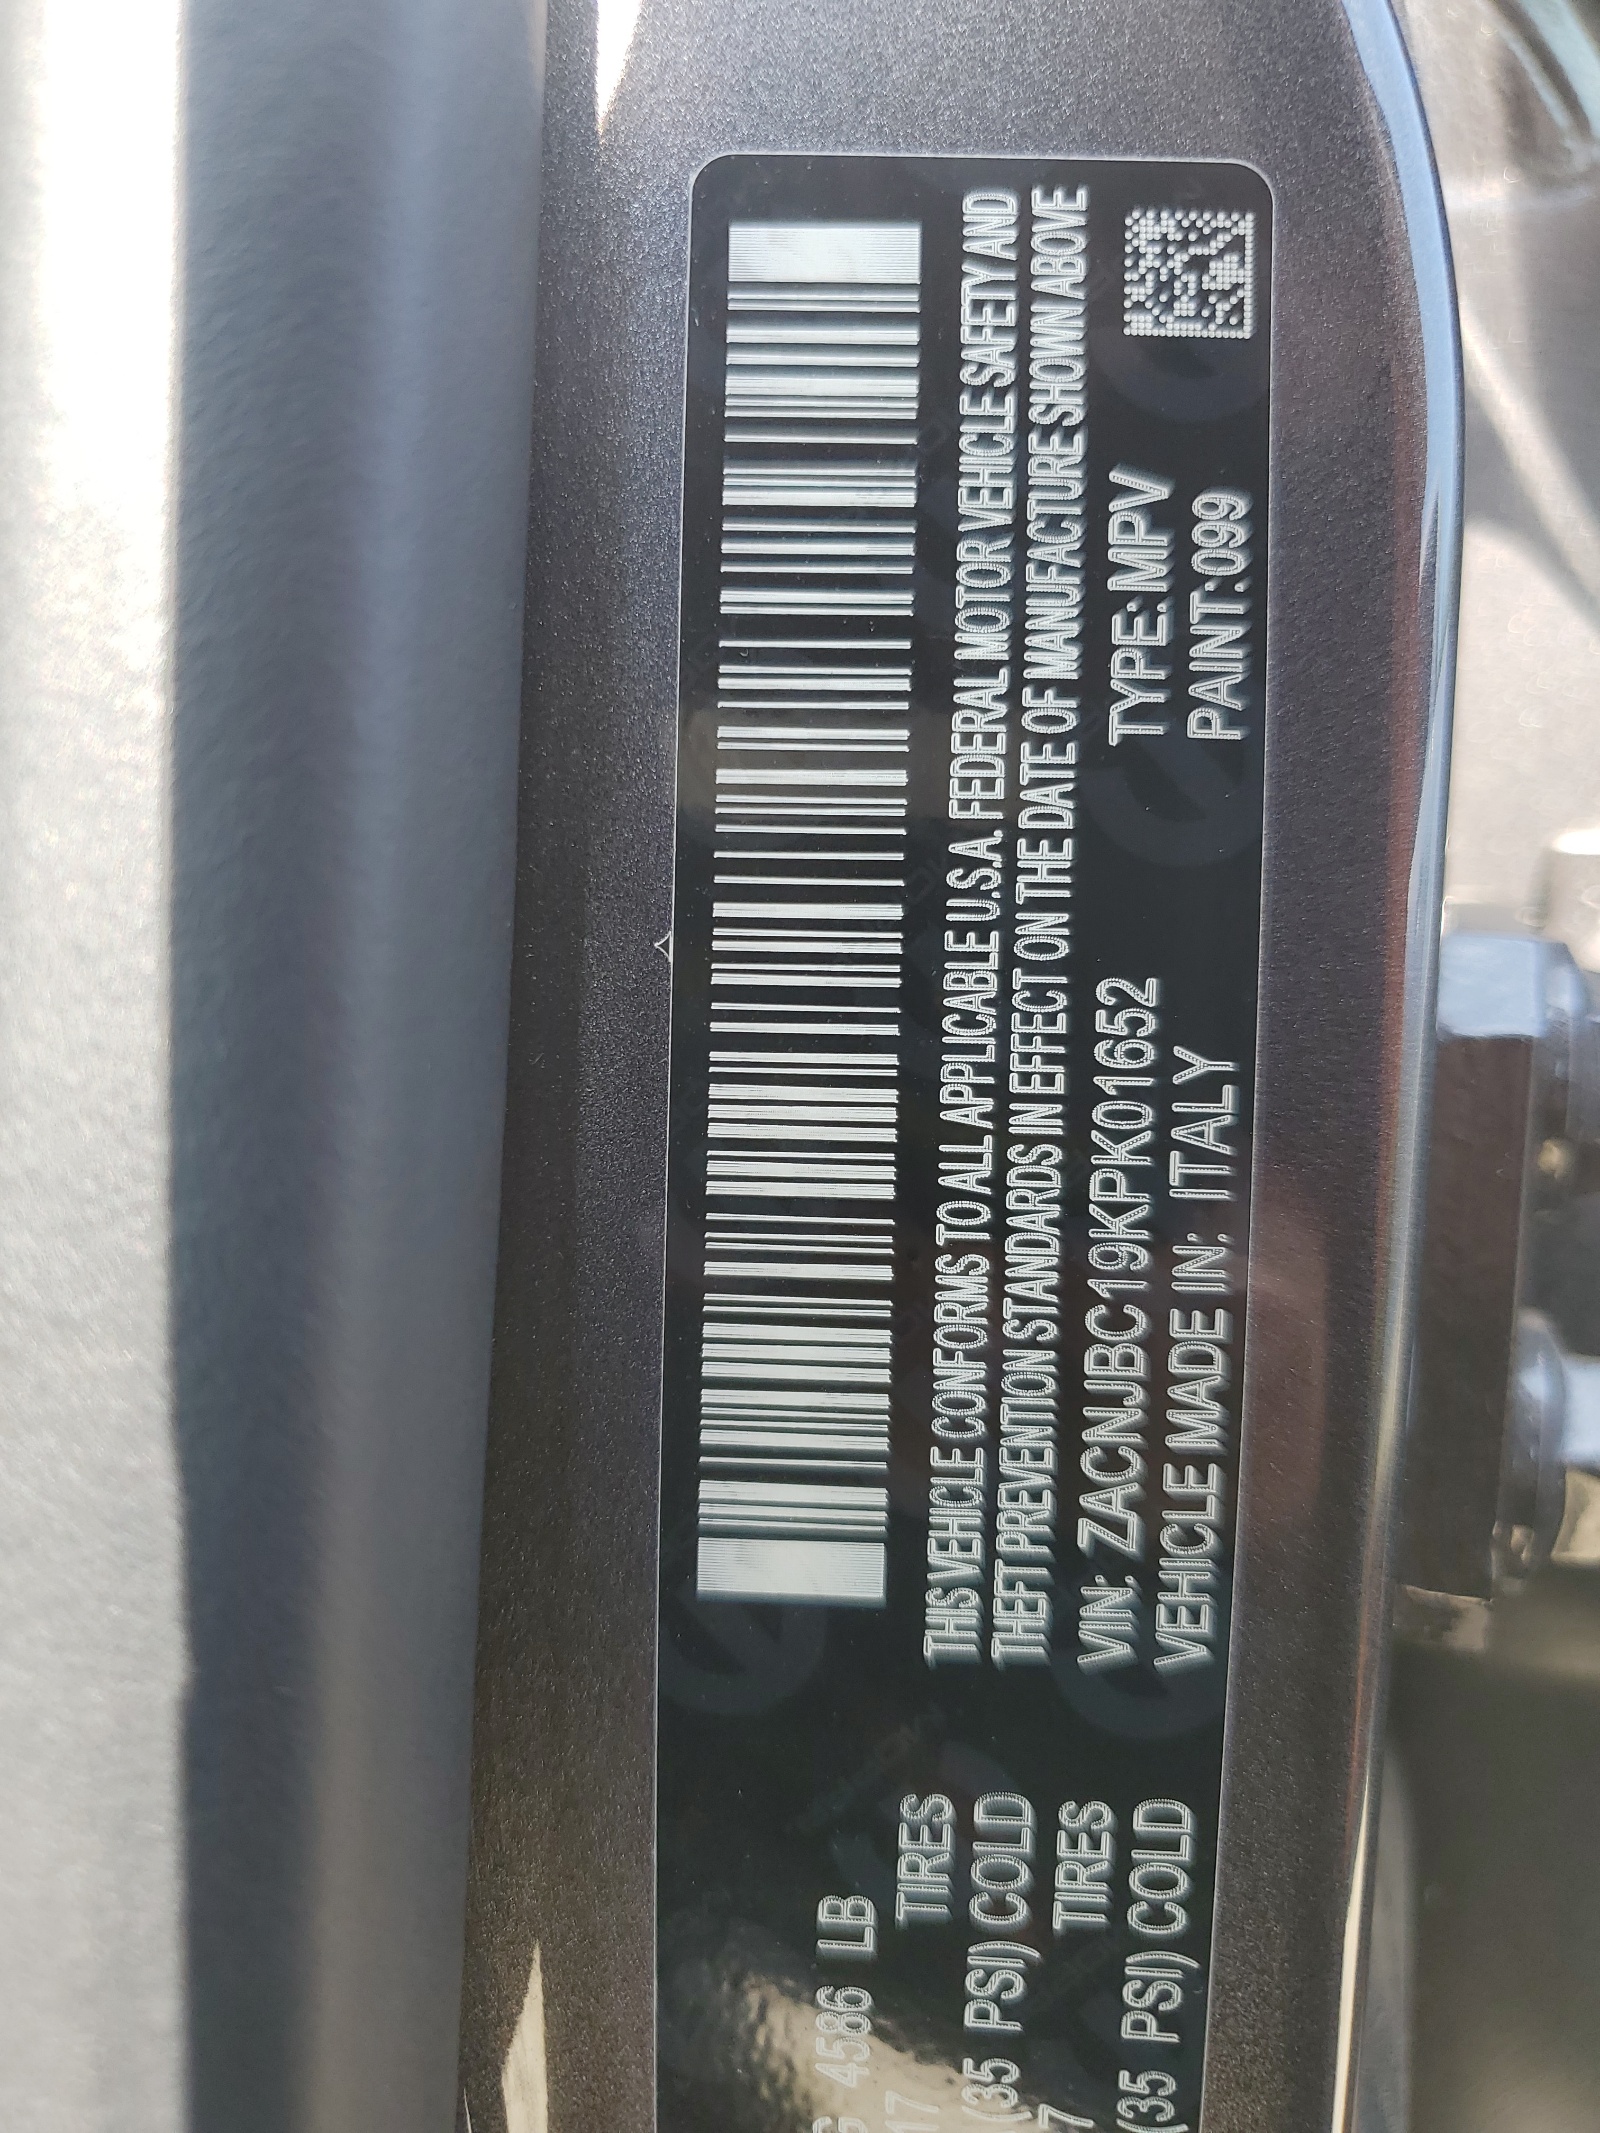 G 4586 LB
17 TIRES
(35 PSI) COLD
7 TIRES
(35 PSI) COLD
THIS VEHICLE CONFORMS TO ALL APPLICABLE U.S.A. FEDERAL MOTOR VEHICLE SAFETY AND
THEFT PREVENTION STANDARDS IN EFFECT ON THE DATE OF MANUFACTURE SHOWN ABOVE
VIN: ZACNJBC19KPK01652 TYPE: MPV
VEHICLE MADE IN: ITALY PAINT: 099